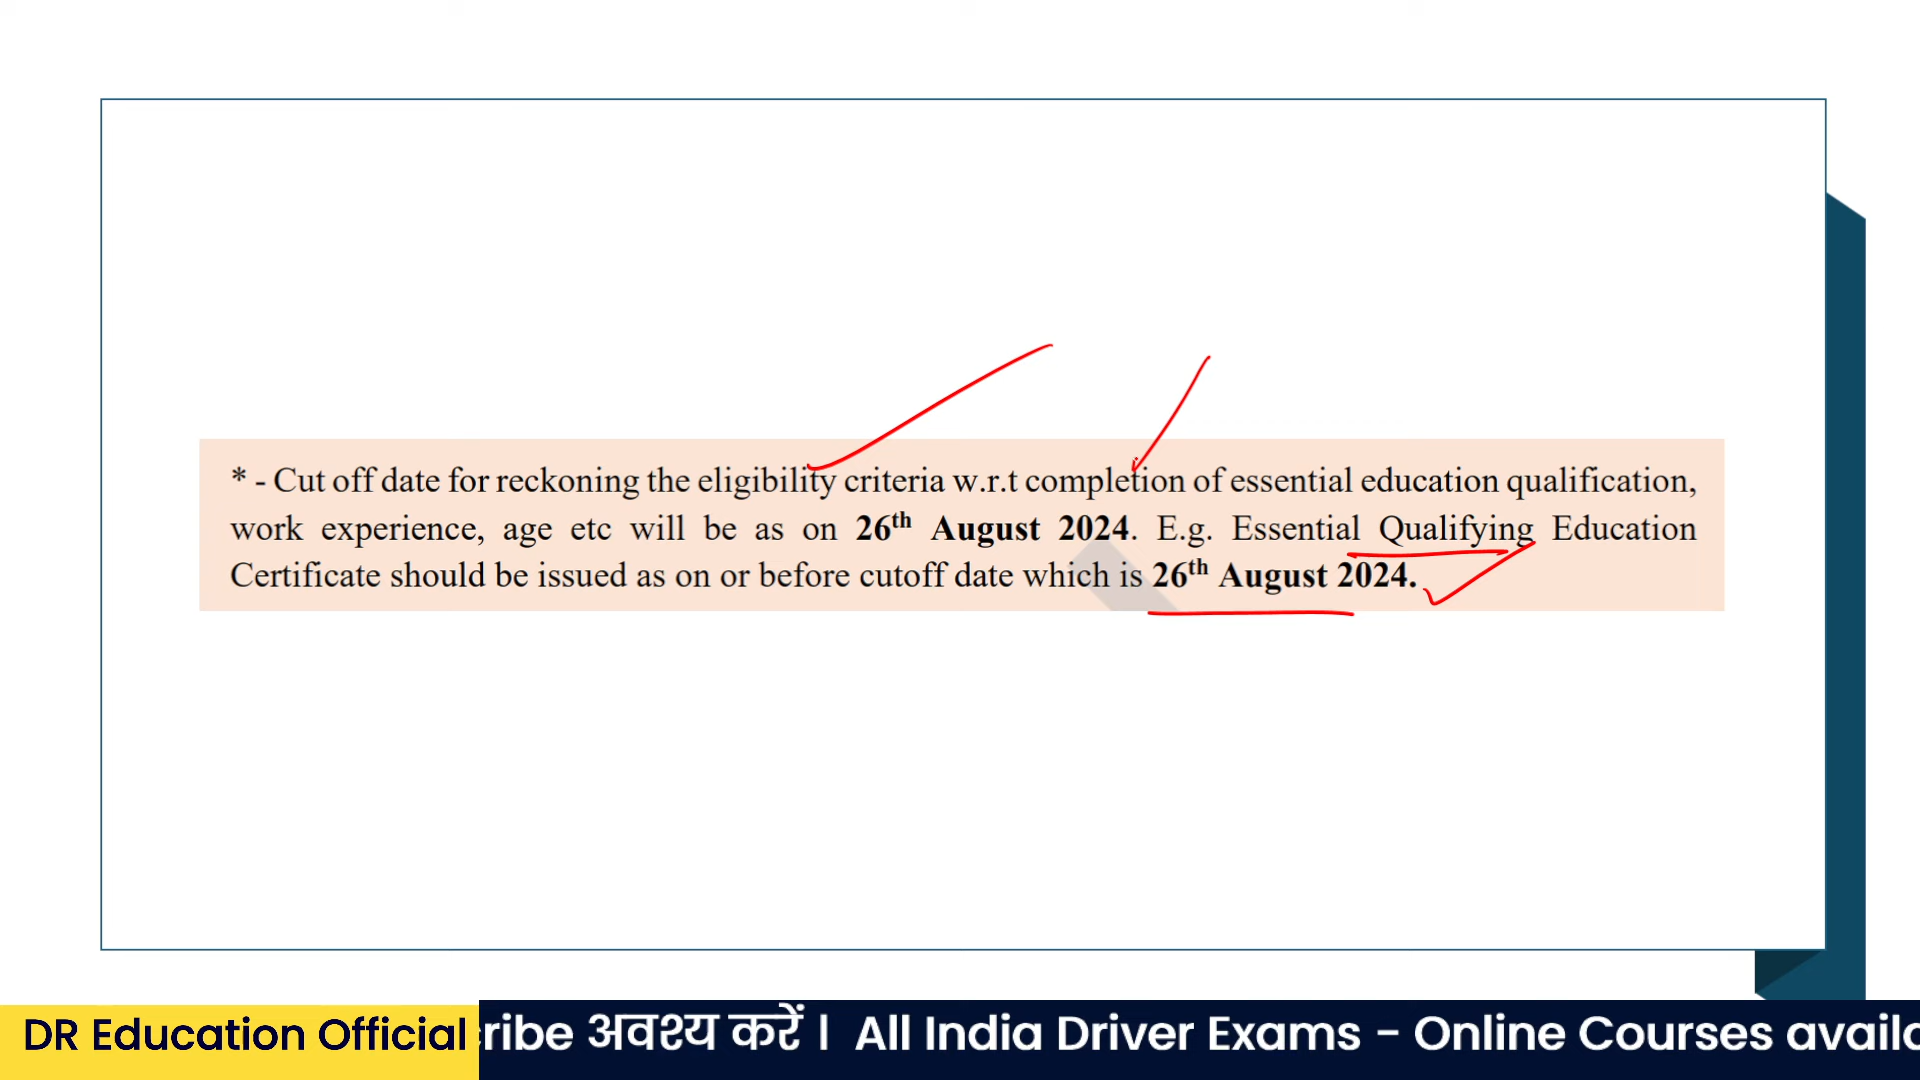 * - Cut off date for reckoning the eligibility criteria w.r.t completion of essential education qualification,
work experience, age etc will be as on 26th August 2024. E.g. Essential Qualifying Education
Certificate should be issued as on or before cutoff date which is 26th August 2024.
DR Education Official
अवश्य करें। All India Driver Exams - Online Courses